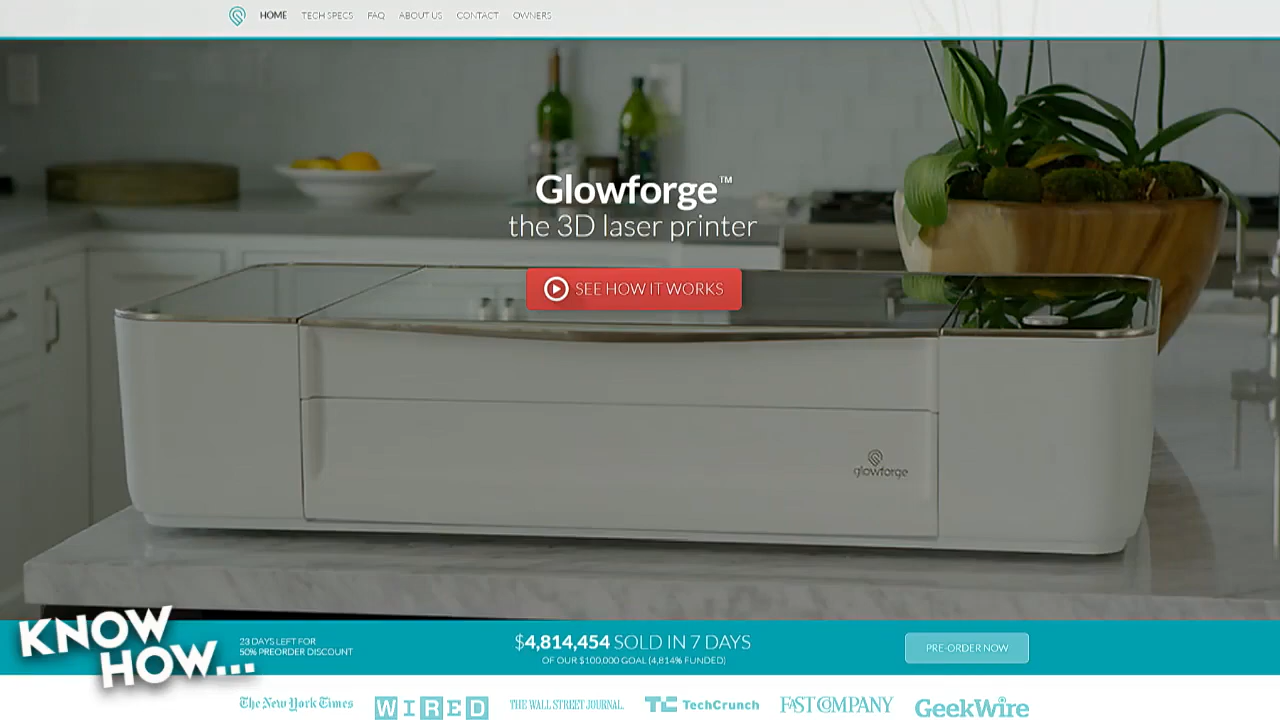 HOME TECH SPECS FAQ ABOUT US CONTACT OWNERS
Glowforge™
the 3D laser printer
SEE HOW IT WORKS
glowforge
KNOW
HOW...
23 DAYS LEFT FOR
50% PREORDER DISCOUNT
$4,814,454 SOLD IN 7 DAYS
OF OUR $100,000 GOAL (4,814% FUNDED)
PRE-ORDER NOW
The New York Times WIRED THE WALL STREET JOURNAL. TC TechCrunch FAST COMPANY GeekWire